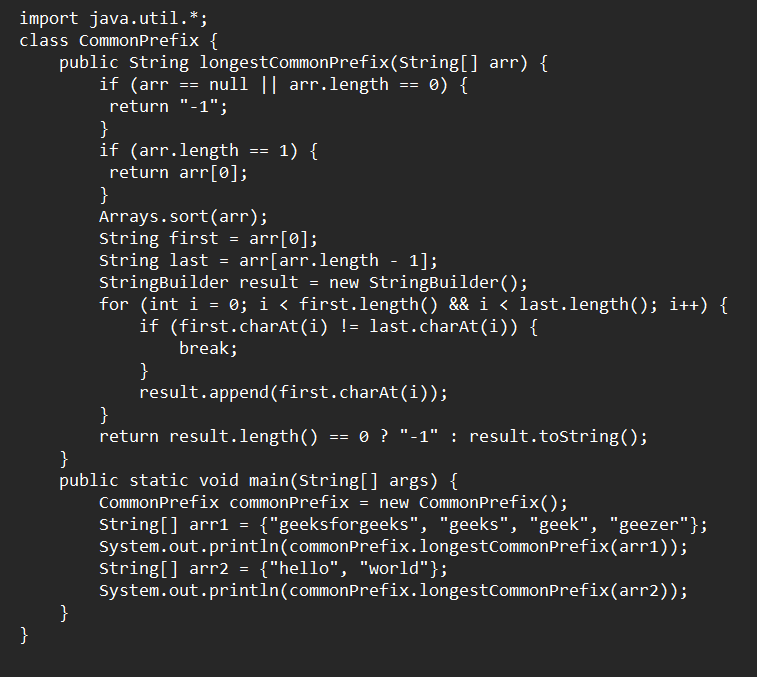 import java.util.*;
class CommonPrefix {
    public String longestCommonPrefix(String[] arr) {
        if (arr == null || arr.length == 0) {
         return "-1";
        }
        if (arr.length == 1) {
         return arr[0];
        }
        Arrays.sort(arr);
        String first = arr[0];
        String last = arr[arr.length - 1];
        StringBuilder result = new StringBuilder();
        for (int i = 0; i < first.length() && i < last.length(); i++) {
            if (first.charAt(i) != last.charAt(i)) {
                break;
            }
            result.append(first.charAt(i));
        }
        return result.length() == 0 ? "-1" : result.toString();
    }
    public static void main(String[] args) {
        CommonPrefix commonPrefix = new CommonPrefix();
        String[] arr1 = {"geeksforgeeks", "geeks", "geek", "geezer"};
        System.out.println(commonPrefix.longestCommonPrefix(arr1));
        String[] arr2 = {"hello", "world"};
        System.out.println(commonPrefix.longestCommonPrefix(arr2));
    }
}